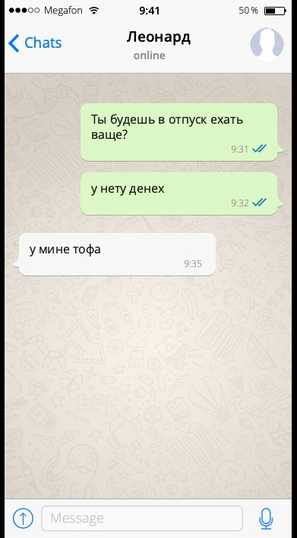 Megafon 9:41 50 %
Chats Леонард
online
Ты будешь в отпуск ехать
ваще?
9:31
у нету денех
9:32
у мине тофа
9:35
Message